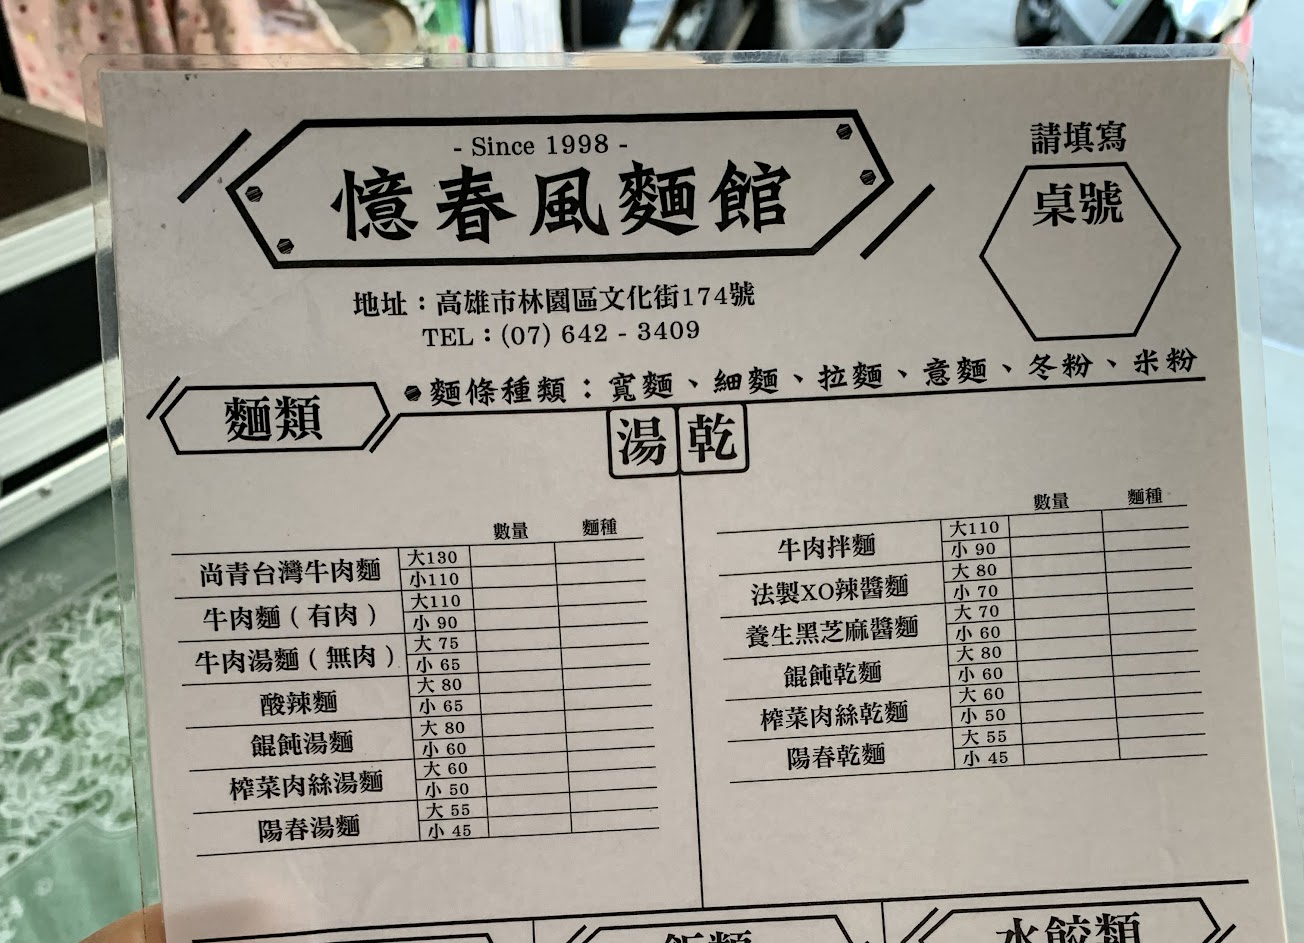 - Since 1998 -
憶春風麵館
請填寫
桌號
地址：高雄市林園區文化街174號
TEL：(07) 642 - 3409
麵類
麵條種類：寬麵、細麵、拉麵、意麵、冬粉、米粉
湯
數量 麵種
尚青台灣牛肉麵 大130
小110
牛肉麵（有肉） 大110
小 90
牛肉湯麵（無肉） 大 75
小 65
酸辣麵 大 80
小 65
餛飩湯麵 大 80
小 60
榨菜肉絲湯麵 大 60
小 50
陽春湯麵 大 55
小 45
乾
數量 麵種
牛肉拌麵 大110
小 90
法製XO辣醬麵 大 80
小 70
養生黑芝麻醬麵 大 70
小 60
餛飩乾麵 大 80
小 60
榨菜肉絲乾麵 大 60
小 50
陽春乾麵 大 55
小 45
飯類
水餃類